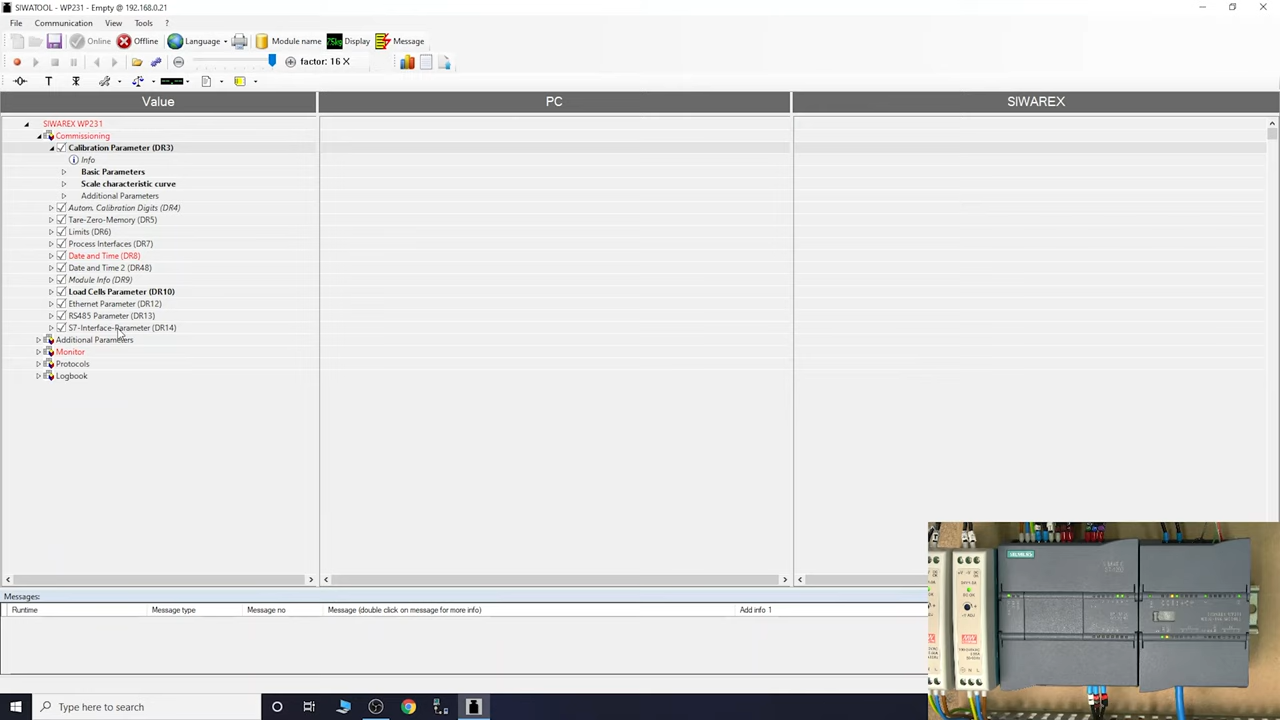 SIWATOOL - WP231 - Empty @ 192.168.0.21
File Communication View Tools ?
Online Offline Language Module name 75kg Display Message
factor: 16 X
T
Value PC SIWAREX
SIWAREX WP231
Commissioning
Calibration Parameter (DR3)
Info
Basic Parameters
Scale characteristic curve
Additional Parameters
Autom. Calibration Digits (DR4)
Tare-Zero-Memory (DR5)
Limits (DR6)
Process Interfaces (DR7)
Date and Time (DR8)
Date and Time 2 (DR48)
Module Info (DR9)
Load Cells Parameter (DR10)
Ethernet Parameter (DR12)
RS485 Parameter (DR13)
S7-Interface-Parameter (DR14)
Additional Parameters
Monitor
Protocols
Logbook
Messages:
Runtime Message type Message no Message (double click on message for more info) Add info 1
SIEMENS
Type here to search